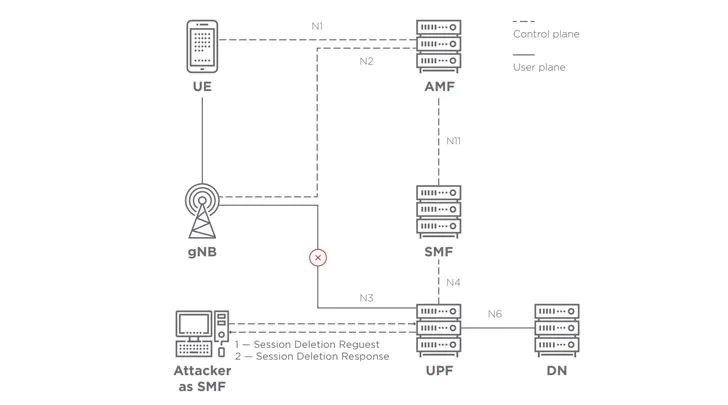 N1
Control plane
N2
User plane
UE
AMF
N11
gNB
SMF
N4
N3
N6
1 — Session Deletion Reguest
2 — Session Deletion Response
Attacker
as SMF
UPF
DN